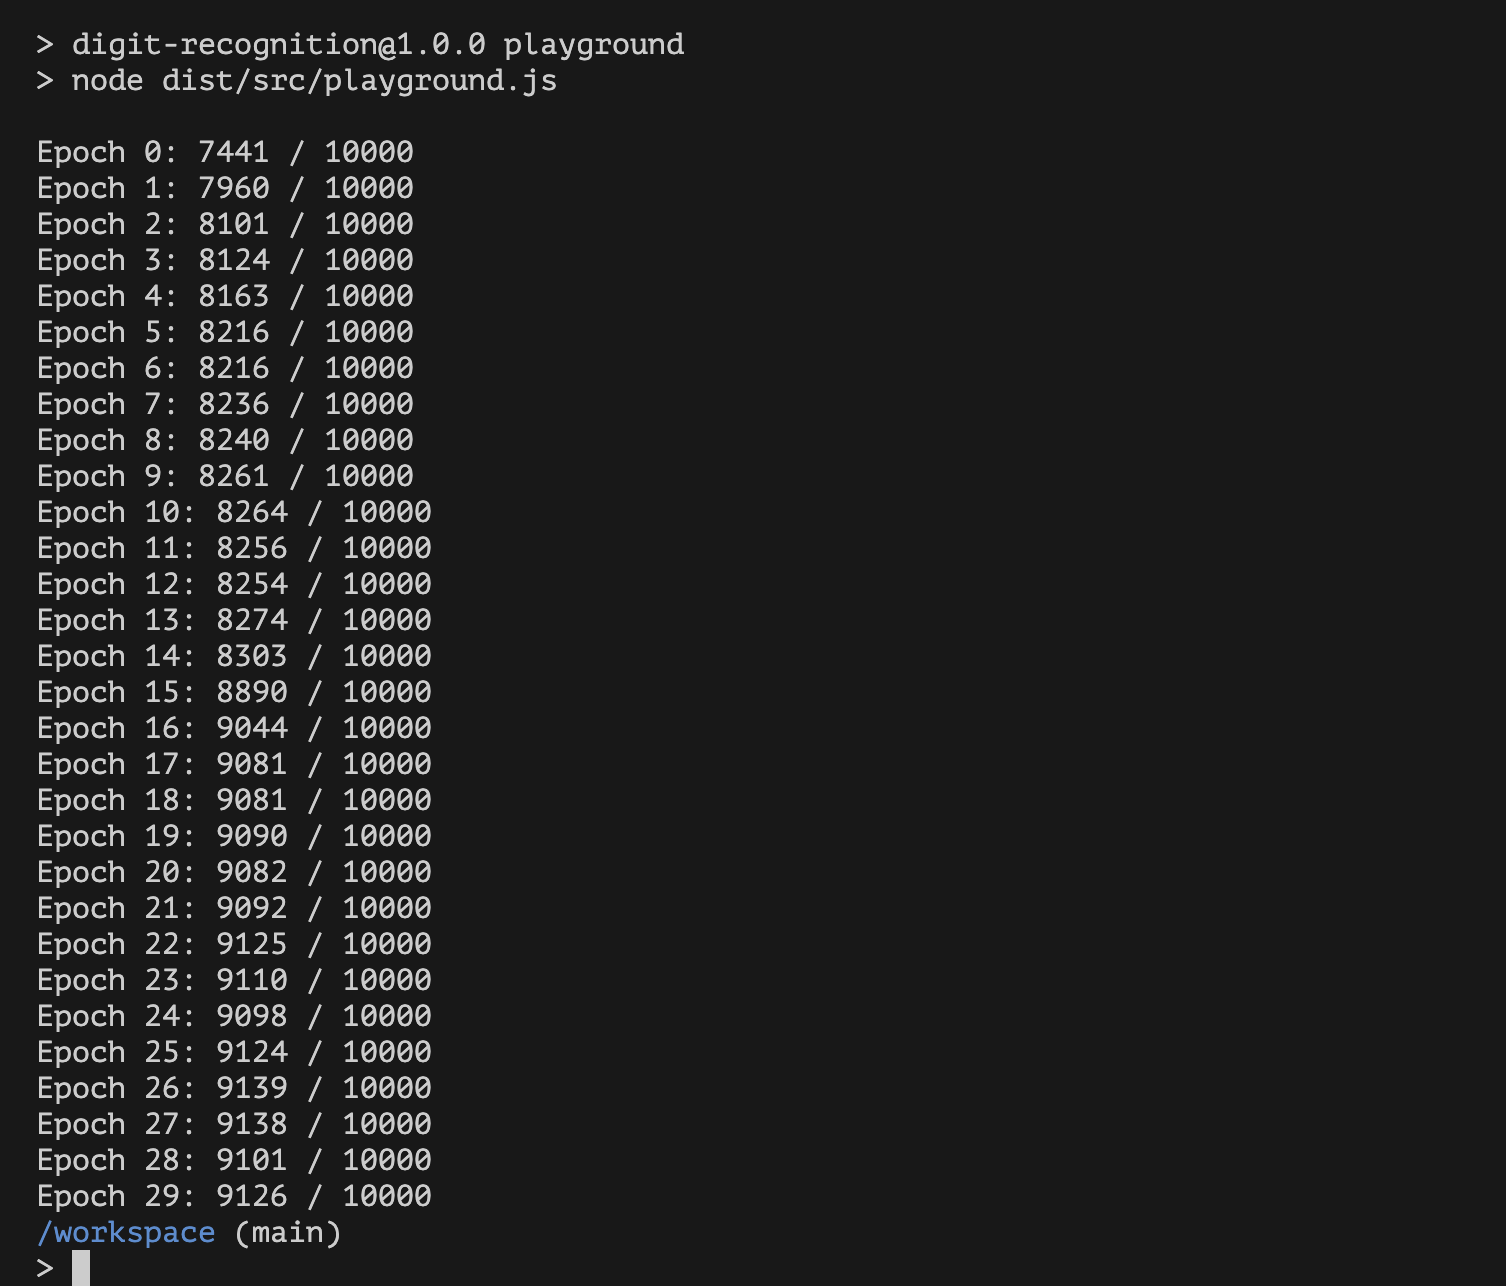 > digit-recognition@1.0.0 playground
> node dist/src/playground.js
Epoch 0: 7441 / 10000
Epoch 1: 7960 / 10000
Epoch 2: 8101 / 10000
Epoch 3: 8124 / 10000
Epoch 4: 8163 / 10000
Epoch 5: 8216 / 10000
Epoch 6: 8216 / 10000
Epoch 7: 8236 / 10000
Epoch 8: 8240 / 10000
Epoch 9: 8261 / 10000
Epoch 10: 8264 / 10000
Epoch 11: 8256 / 10000
Epoch 12: 8254 / 10000
Epoch 13: 8274 / 10000
Epoch 14: 8303 / 10000
Epoch 15: 8890 / 10000
Epoch 16: 9044 / 10000
Epoch 17: 9081 / 10000
Epoch 18: 9081 / 10000
Epoch 19: 9090 / 10000
Epoch 20: 9082 / 10000
Epoch 21: 9092 / 10000
Epoch 22: 9125 / 10000
Epoch 23: 9110 / 10000
Epoch 24: 9098 / 10000
Epoch 25: 9124 / 10000
Epoch 26: 9139 / 10000
Epoch 27: 9138 / 10000
Epoch 28: 9101 / 10000
Epoch 29: 9126 / 10000
/workspace (main)
>